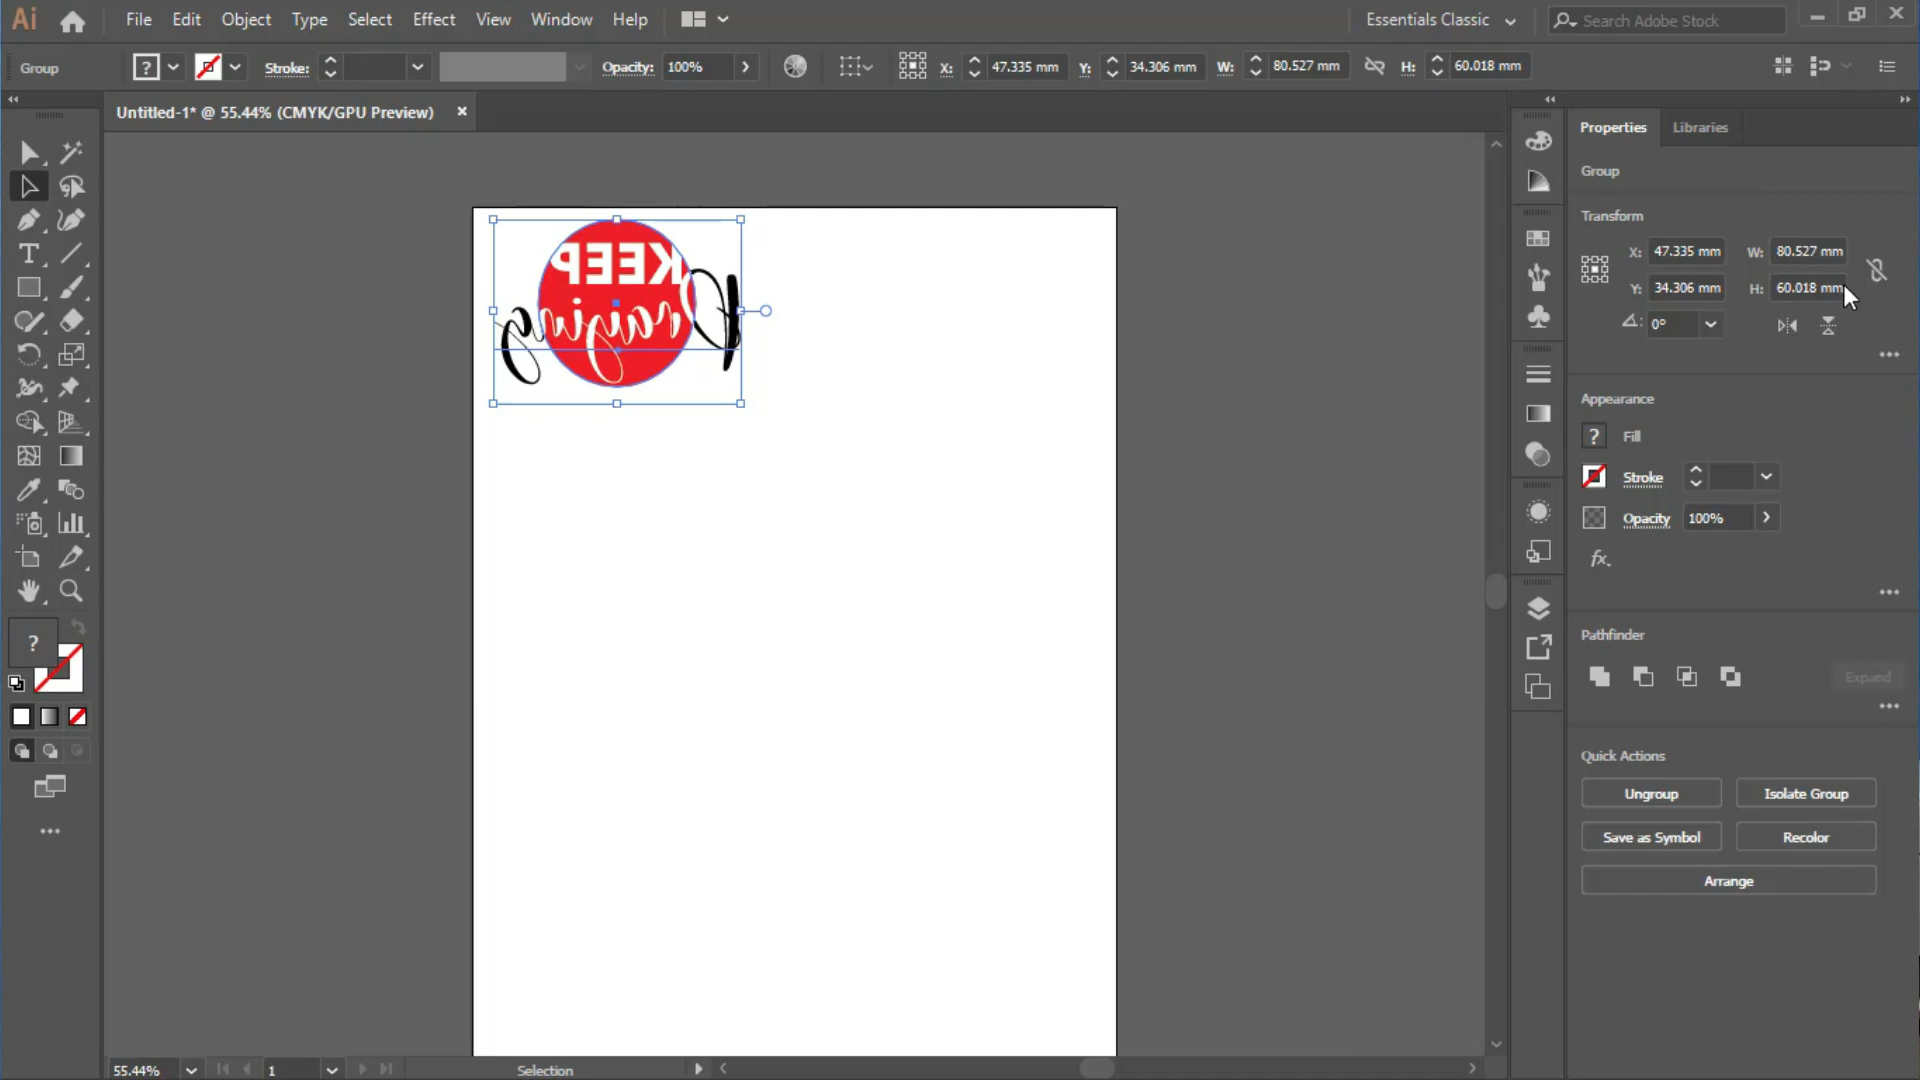 Ai File Edit Object Type Select Effect View Window Help Essentials Classic Search Adobe Stock
Group ? Stroke: Opacity: 100% X: 47.335 mm Y: 34.306 mm W: 80.527 mm H: 60.018 mm
Untitled-1* @ 55.44% (CMYK/GPU Preview)
KEEP
Praying
Properties Libraries
Group
Transform
X: 47.335 mm W: 80.527 mm
Y: 34.306 mm H: 60.018 mm
0°
Appearance
? Fill
Stroke
Opacity 100%
fx.
Pathfinder
Expand
Quick Actions
Ungroup Isolate Group
Save as Symbol Recolor
Arrange
?
55.44% 1 Selection